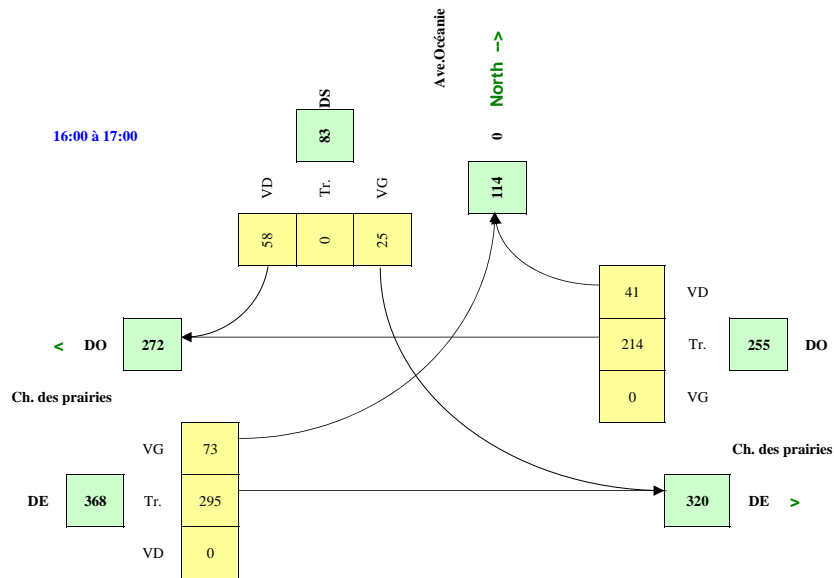 Ave.Océanie
0 North -->
DS
83
16:00 à 17:00
114
VD Tr. VG
58 0 25
41 VD
< DO 272
214 Tr. 255 DO
0 VG
Ch. des prairies
Ch. des prairies
VG 73
DE 368 Tr. 295
320 DE >
VD 0